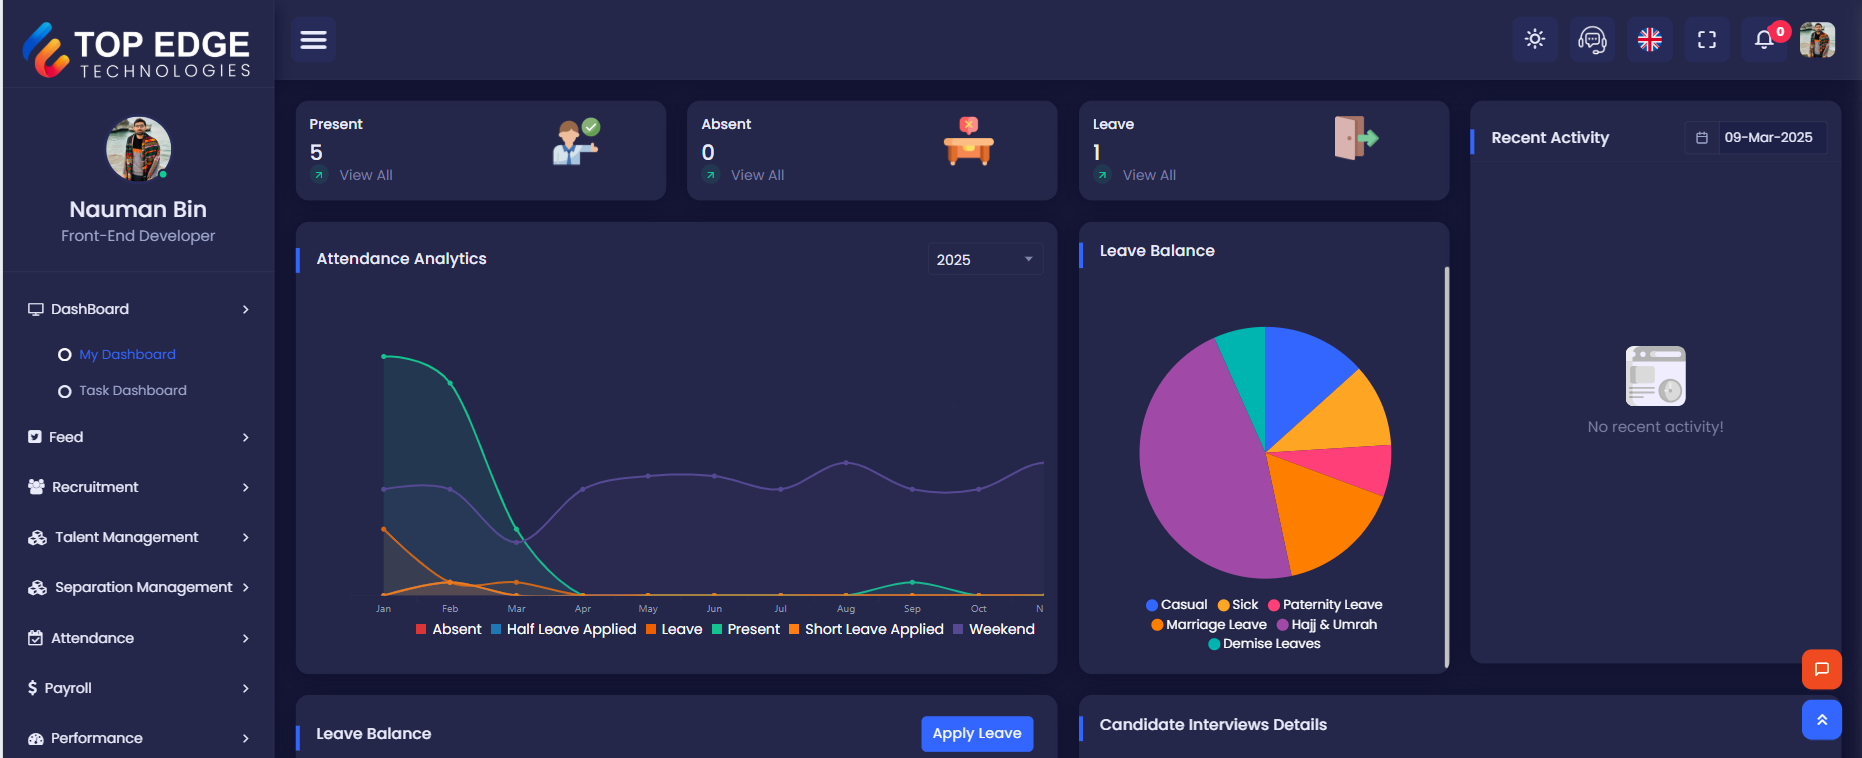 TOP EDGE
TECHNOLOGIES
0
Nauman Bin
Front-End Developer
DashBoard
My Dashboard
Task Dashboard
Feed
Recruitment
Talent Management
Separation Management
Attendance
$ Payroll
Performance
Present
5
View All
Absent
0
View All
Leave
1
View All
Recent Activity
09-Mar-2025
No recent activity!
Attendance Analytics
2025
Jan Feb Mar Apr May Jun Jul Aug Sep Oct N
Absent Half Leave Applied Leave Present Short Leave Applied Weekend
Leave Balance
Casual Sick Paternity Leave
Marriage Leave Hajj & Umrah
Demise Leaves
Leave Balance
Apply Leave
Candidate Interviews Details